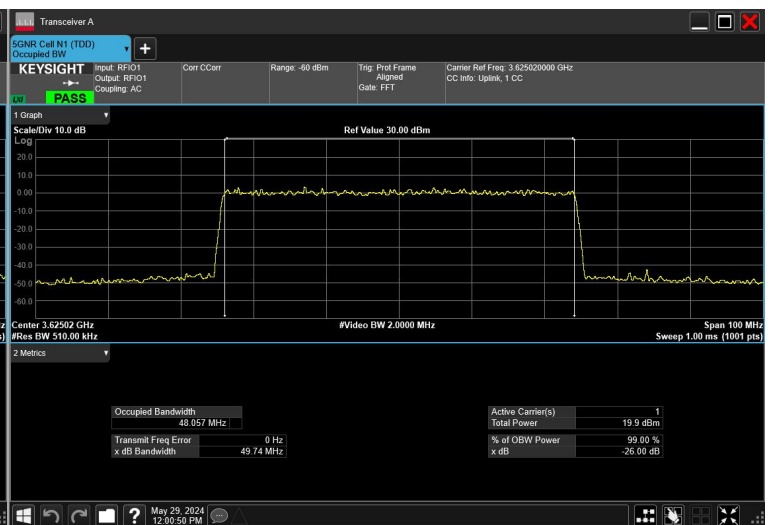 Transceiver A
5GNR Cell N1 (TDD)
Occupied BW
+
KEYSIGHT
Input: RFIO1
Output: RFIO1
Coupling: AC
Corr CCorr
Range: -60 dBm
Trig: Prot Frame
Aligned
Gate: FFT
Carrier Ref Freq: 3.625020000 GHz
CC Info: Uplink, 1 CC
LXI
PASS
1 Graph
Scale/Div 10.0 dB
Ref Value 30.00 dBm
Log
20.0
10.0
0.00
-10.0
-20.0
-30.0
-40.0
-50.0
-60.0
z
Center 3.62502 GHz
#Video BW 2.0000 MHz
Span 100 MHz
s)
#Res BW 510.00 kHz
Sweep 1.00 ms (1001 pts)
2 Metrics
Occupied Bandwidth
48.057 MHz
Active Carrier(s) 1
Total Power 19.9 dBm
Transmit Freq Error 0 Hz
x dB Bandwidth 49.74 MHz
% of OBW Power 99.00 %
x dB -26.00 dB
?
May 29, 2024
12:00:50 PM